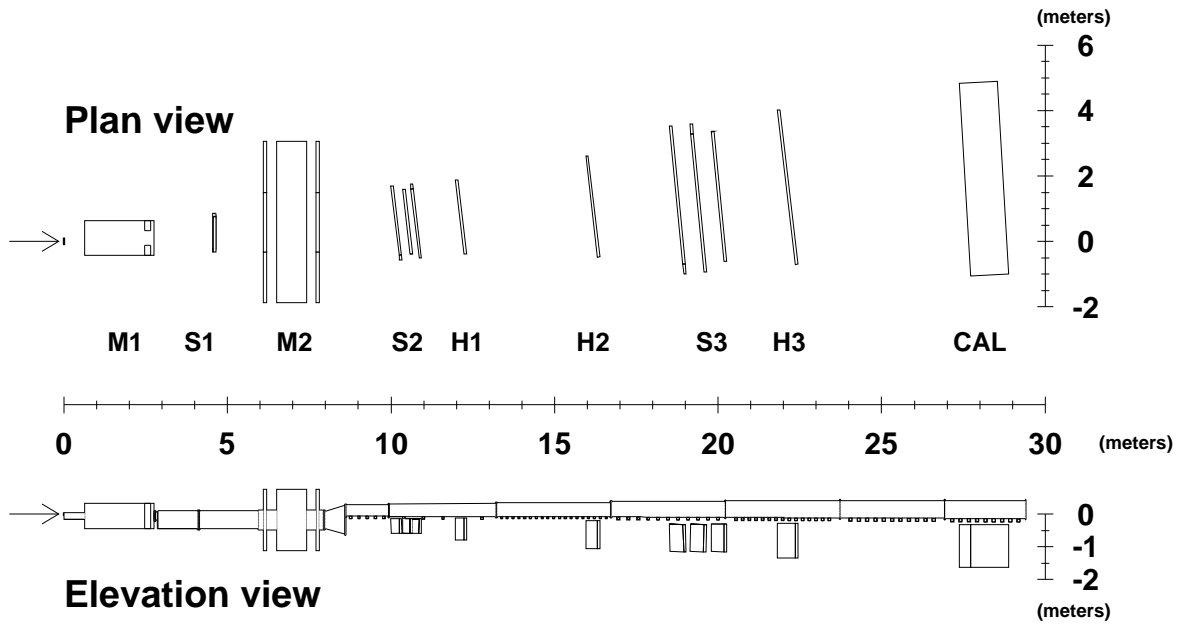 (meters)
6
Plan view
4
2
0
-2
M1 S1 M2 S2 H1 H2 S3 H3 CAL
0 5 10 15 20 25 30 (meters)
0
-1
-2
Elevation view
(meters)